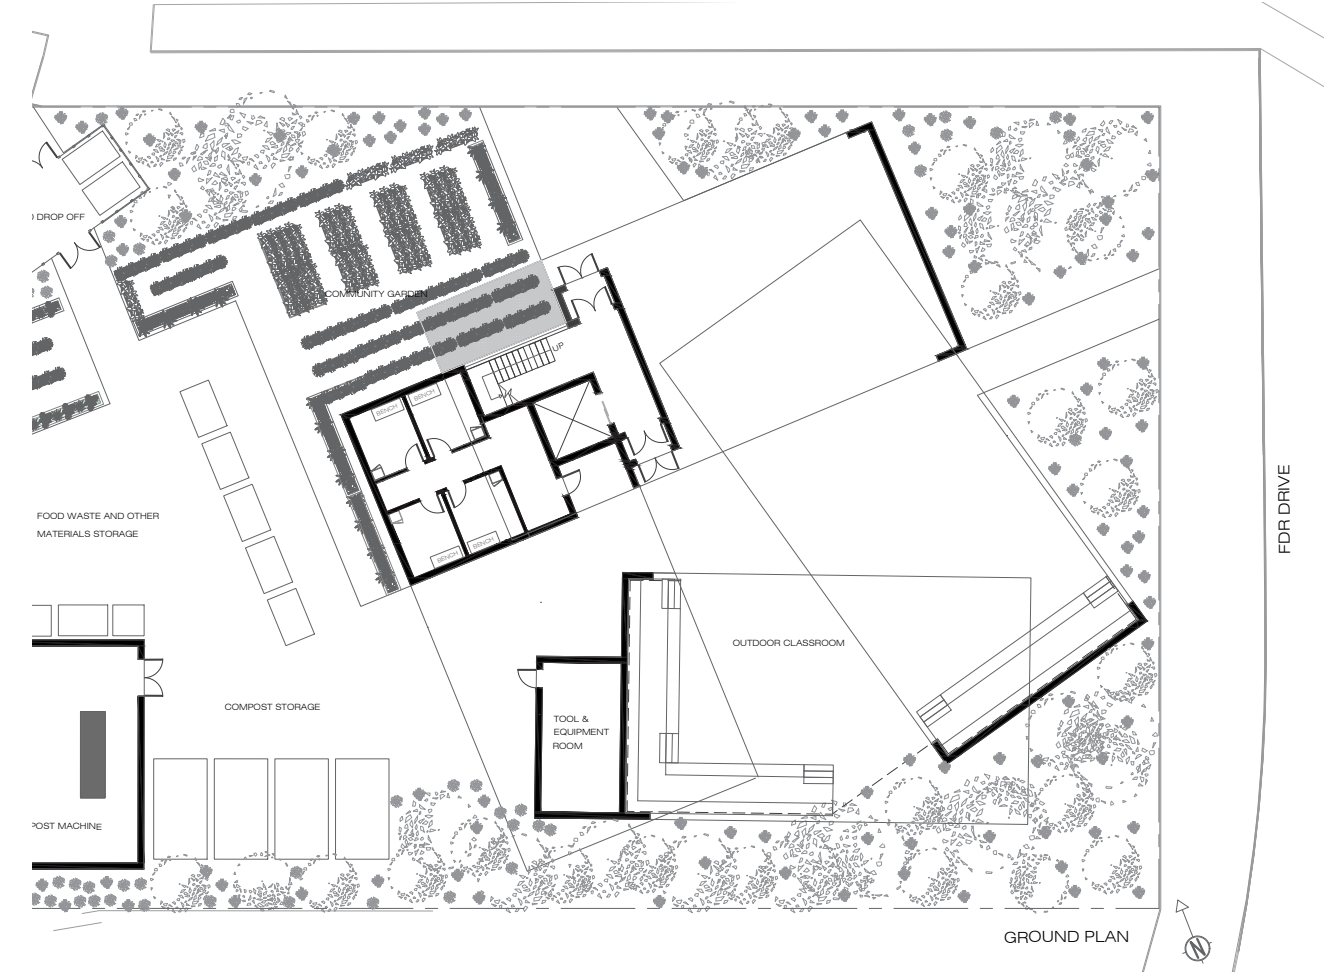 DROP OFF
COMMUNITY GARDEN
UP
BENCH
BENCH
FOOD WASTE AND OTHER
MATERIALS STORAGE
FDR DRIVE
BENCH
BENCH
OUTDOOR CLASSROOM
COMPOST STORAGE
TOOL &
EQUIPMENT
ROOM
POST MACHINE
GROUND PLAN
N